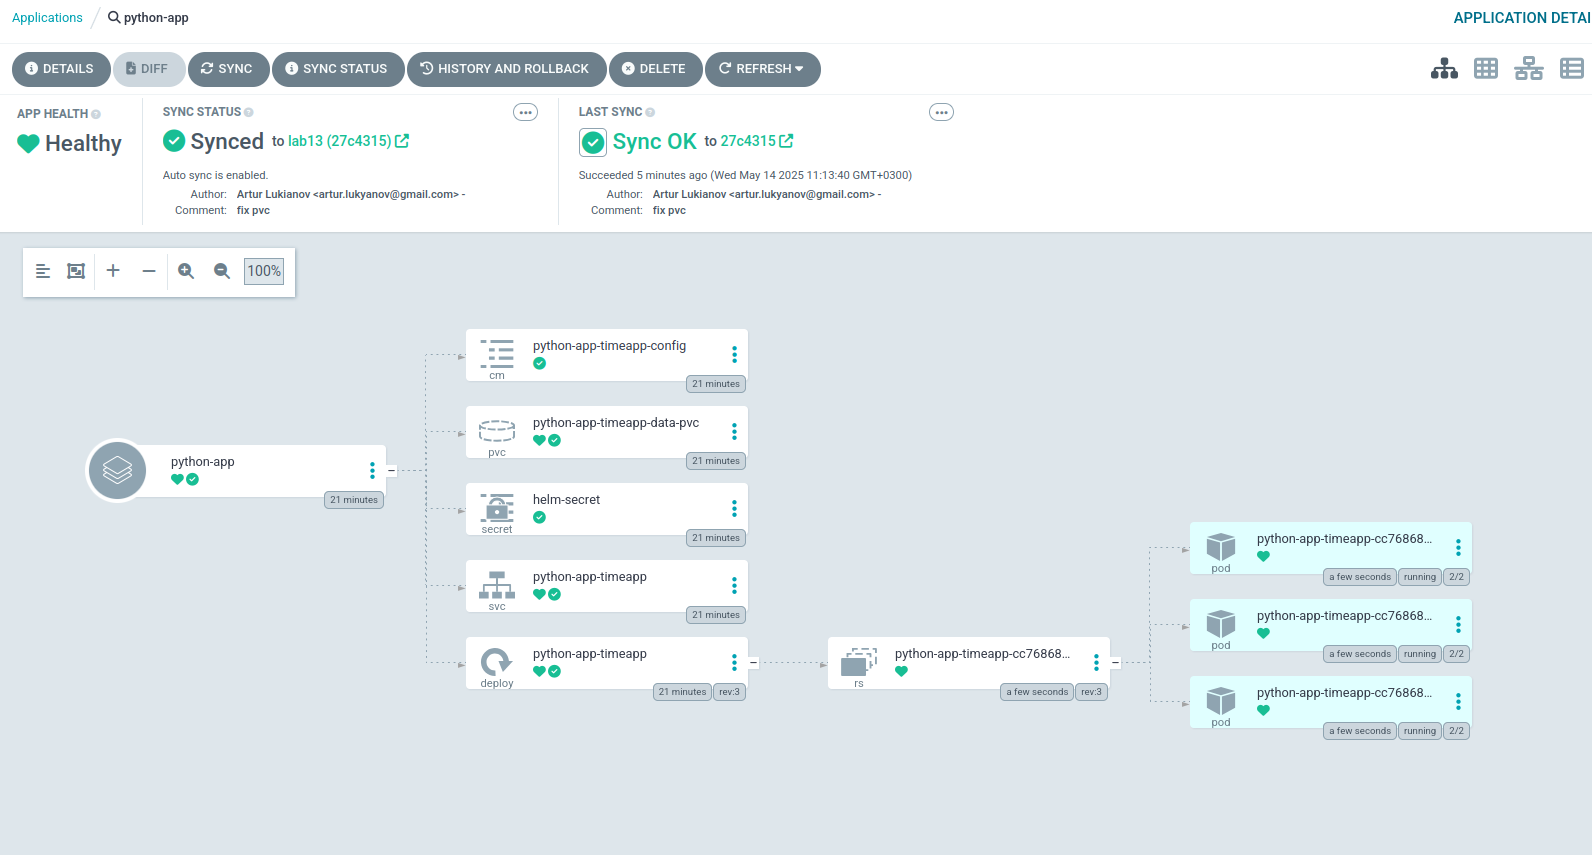 Applications / python-app
APPLICATION DETAI
DETAILS
DIFF
SYNC
SYNC STATUS
HISTORY AND ROLLBACK
DELETE
REFRESH
APP HEALTH
Healthy
SYNC STATUS
Synced to lab13 (27c4315)
Auto sync is enabled.
Author: Artur Lukianov <artur.lukyanov@gmail.com> -
Comment: fix pvc
LAST SYNC
Sync OK to 27c4315
Succeeded 5 minutes ago (Wed May 14 2025 11:13:40 GMT+0300)
Author: Artur Lukianov <artur.lukyanov@gmail.com> -
Comment: fix pvc
100%
python-app
21 minutes
python-app-timeapp-config
cm
21 minutes
python-app-timeapp-data-pvc
pvc
21 minutes
helm-secret
secret
21 minutes
python-app-timeapp
svc
21 minutes
python-app-timeapp
deploy
21 minutes rev:3
python-app-timeapp-cc76868...
rs
a few seconds rev:3
python-app-timeapp-cc76868...
pod
a few seconds running 2/2
python-app-timeapp-cc76868...
pod
a few seconds running 2/2
python-app-timeapp-cc76868...
pod
a few seconds running 2/2